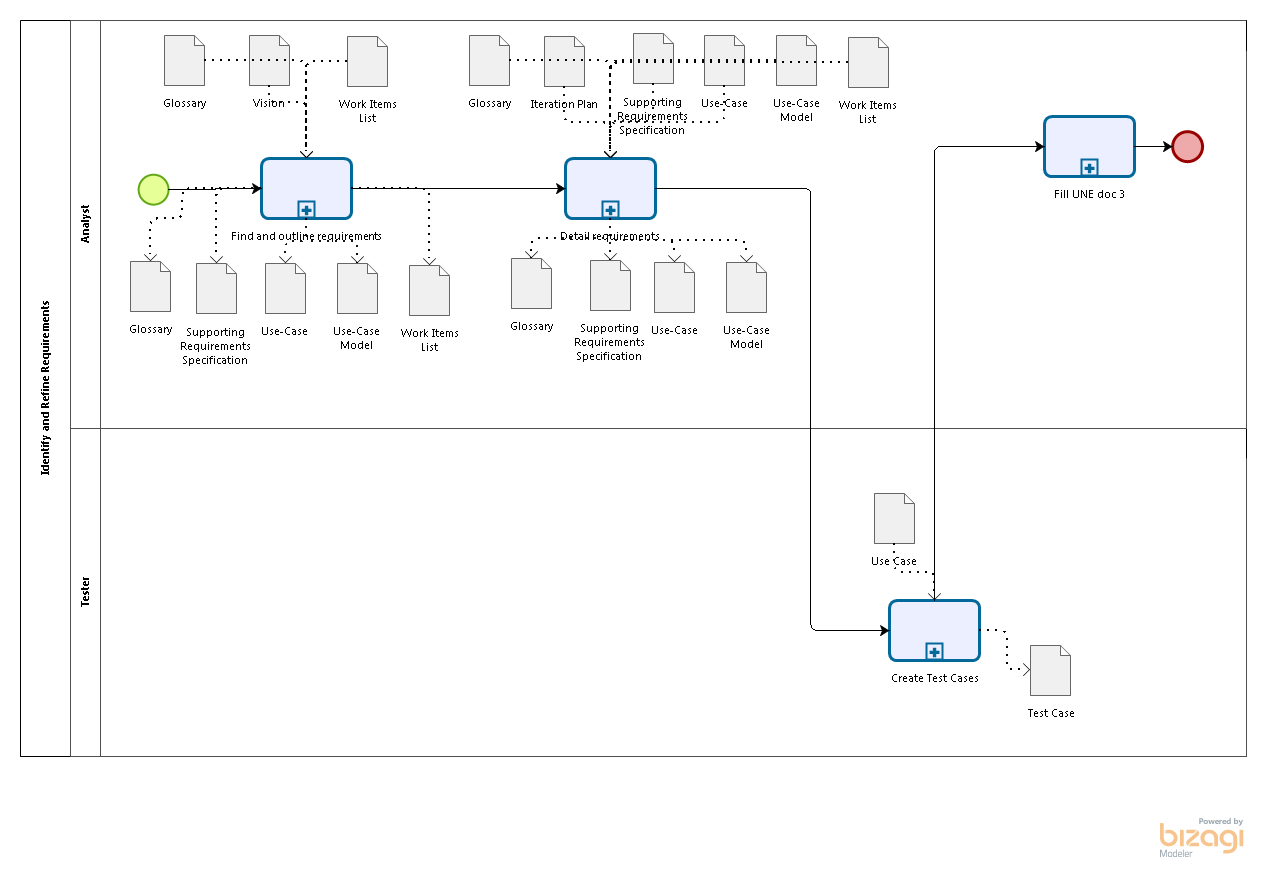 Identify and Refine Requirements
Analyst
Glossary
Vision
Work Items
List
Glossary
Iteration Plan
Supporting
Requirements
Specification
Use-Case
Use-Case
Model
Work Items
List
Fill UNE doc 3
Find and outline requirements
Detail requirements
Glossary
Supporting
Requirements
Specification
Use-Case
Use-Case
Model
Work Items
List
Glossary
Supporting
Requirements
Specification
Use-Case
Use-Case
Model
Tester
Use Case
Create Test Cases
Test Case
Powered by
bizagi
Modeler